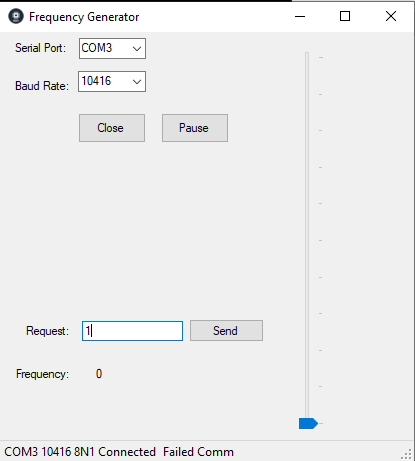 Frequency Generator
Serial Port: COM3
Baud Rate: 10416
Close Pause
Request: 1 Send
Frequency: 0
COM3 10416 8N1 Connected Failed Comm